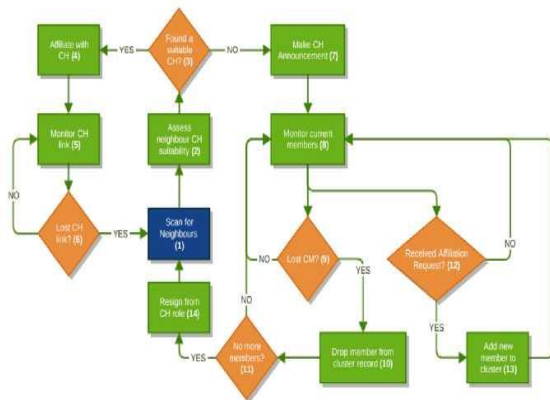 Affiliate with
CH (4)
YES
Found a
suitable
CH? (3)
NO
Make CH
Announcement (7)
Monitor CH
link (5)
Assess
neighbour CH
suitability (2)
Monitor current
members (8)
NO
Lost CH
link? (6)
YES
Scan for
Neighbours
(1)
NO
Lost CM? (9)
YES
Received Affiliation
Request? (12)
NO
Resign from
CH role (14)
NO
YES
No more
members?
(11)
YES
Drop member from
cluster record (10)
Add new
member to
cluster (13)